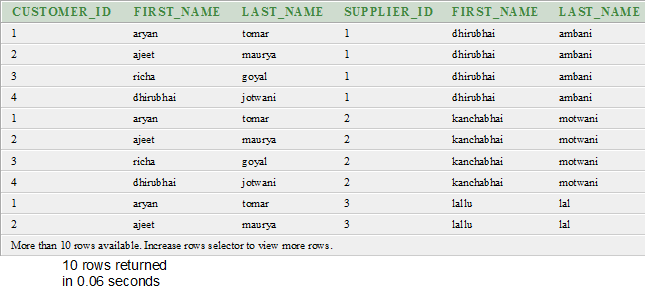 CUSTOMER_ID FIRST_NAME LAST_NAME SUPPLIER_ID FIRST_NAME LAST_NAME
1 aryan tomar 1 dhirubhai ambani
2 ajeet maurya 1 dhirubhai ambani
3 richa goyal 1 dhirubhai ambani
4 dhirubhai jotwani 1 dhirubhai ambani
1 aryan tomar 2 kanchabhai motwani
2 ajeet maurya 2 kanchabhai motwani
3 richa goyal 2 kanchabhai motwani
4 dhirubhai jotwani 2 kanchabhai motwani
1 aryan tomar 3 lallu lal
2 ajeet maurya 3 lallu lal
More than 10 rows available. Increase rows selector to view more rows.
10 rows returned
in 0.06 seconds